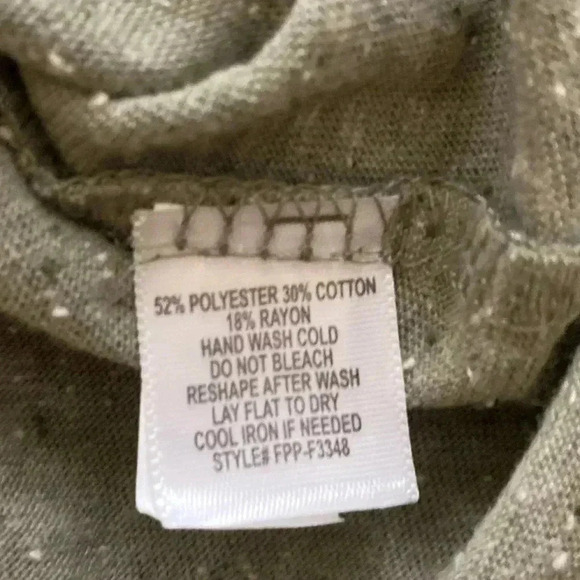 52% POLYESTER 30% COTTON
18% RAYON
HAND WASH COLD
DO NOT BLEACH
RESHAPE AFTER WASH
LAY FLAT TO DRY
COOL IRON IF NEEDED
STYLE# FPP-F3348